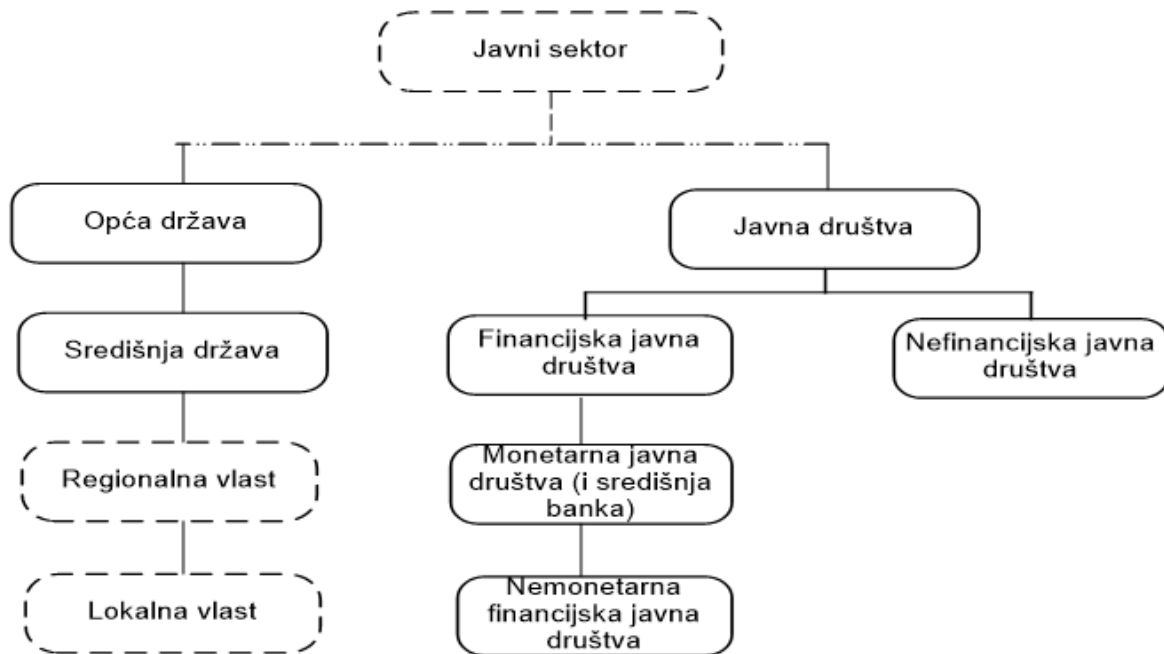 Javni sektor
Opća država
Javna društva
Središnja država
Financijska javna
društva
Nefinancijska javna
društva
Regionalna vlast
Monetarna javna
društva (i središnja
banka)
Lokalna vlast
Nemonetarna
financijska javna
društva